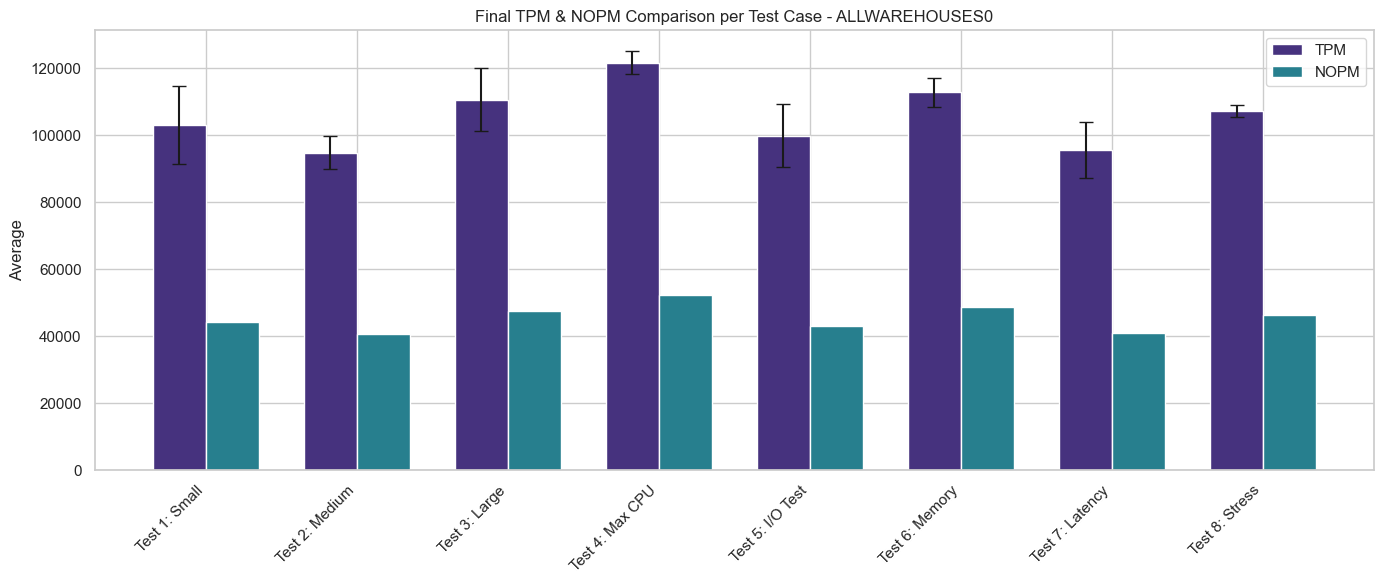 Final TPM & NOPM Comparison per Test Case - ALLWAREHOUSES0
TPM
NOPM
Average
120000
100000
80000
60000
40000
20000
0
Test 1: Small
Test 2: Medium
Test 3: Large
Test 4: Max CPU
Test 5: I/O Test
Test 6: Memory
Test 7: Latency
Test 8: Stress